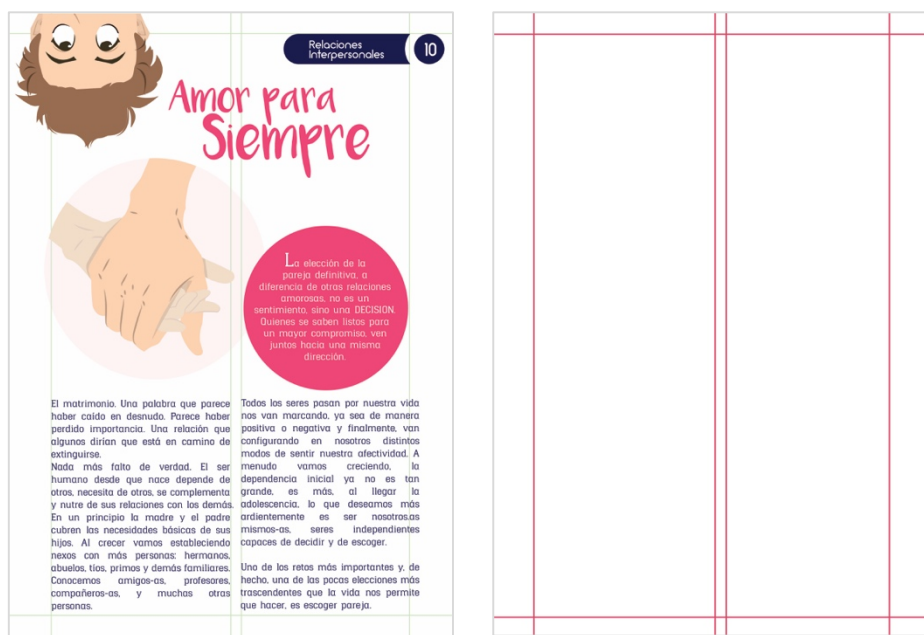 Relaciones
Interpersonales
10
Amor para
Siempre
La elección de la
pareja definitiva, a
diferencia de otras relaciones
amorosas, no es un
sentimiento, sino una DECISION.
Quienes se saben listos para
un mayor compromiso, ven
juntos hacia una misma
dirección.
El matrimonio. Una palabra que parece
haber caído en desnudo. Parece haber
perdido importancia. Una relación que
algunos dirían que está en camino de
extinguirse.
Nada más falto de verdad. El ser
humano desde que nace depende de
otros, necesita de otros, se complementa
y nutre de sus relaciones con los demás.
En un principio la madre y el padre
cubren las necesidades básicas de sus
hijos. Al crecer vamos estableciendo
nexos con más personas: hermanos,
abuelos, tíos, primos y demás familiares.
Conocemos amigos-as, profesores,
compañeros-as, y muchas otras
personas.
Todos los seres pasan por nuestra vida
nos van marcando, ya sea de manera
positiva o negativa y finalmente, van
configurando en nosotros distintos
modos de sentir nuestra afectividad. A
menudo vamos creciendo, la
dependencia inicial ya no es tan
grande, es más, al llegar la
adolescencia, lo que deseamos más
ardientemente es ser nosotros.as
mismos-as, seres independientes
capaces de decidir y de escoger.
Uno de los retos más importantes y, de
hecho, una de las pocas elecciones más
trascendentes que la vida nos permite
que hacer, es escoger pareja.